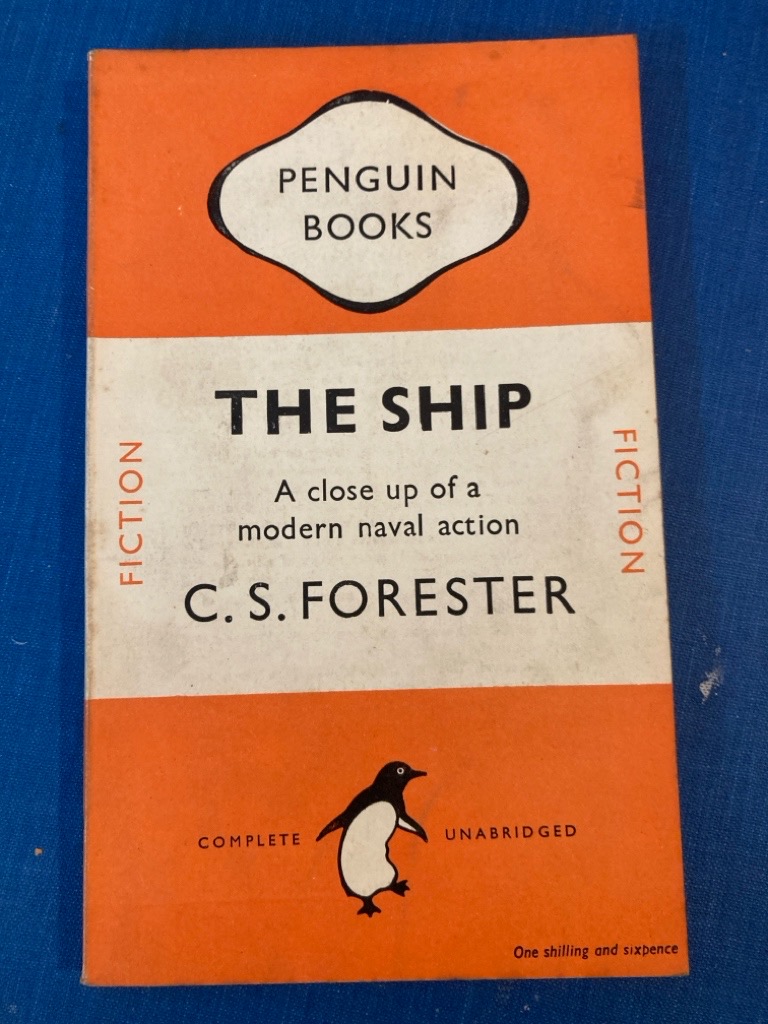 PENGUIN
BOOKS
THE SHIP
A close up of a
modern naval action
C. S. FORESTER
FICTION
FICTION
COMPLETE UNABRIDGED
One shilling and sixpence